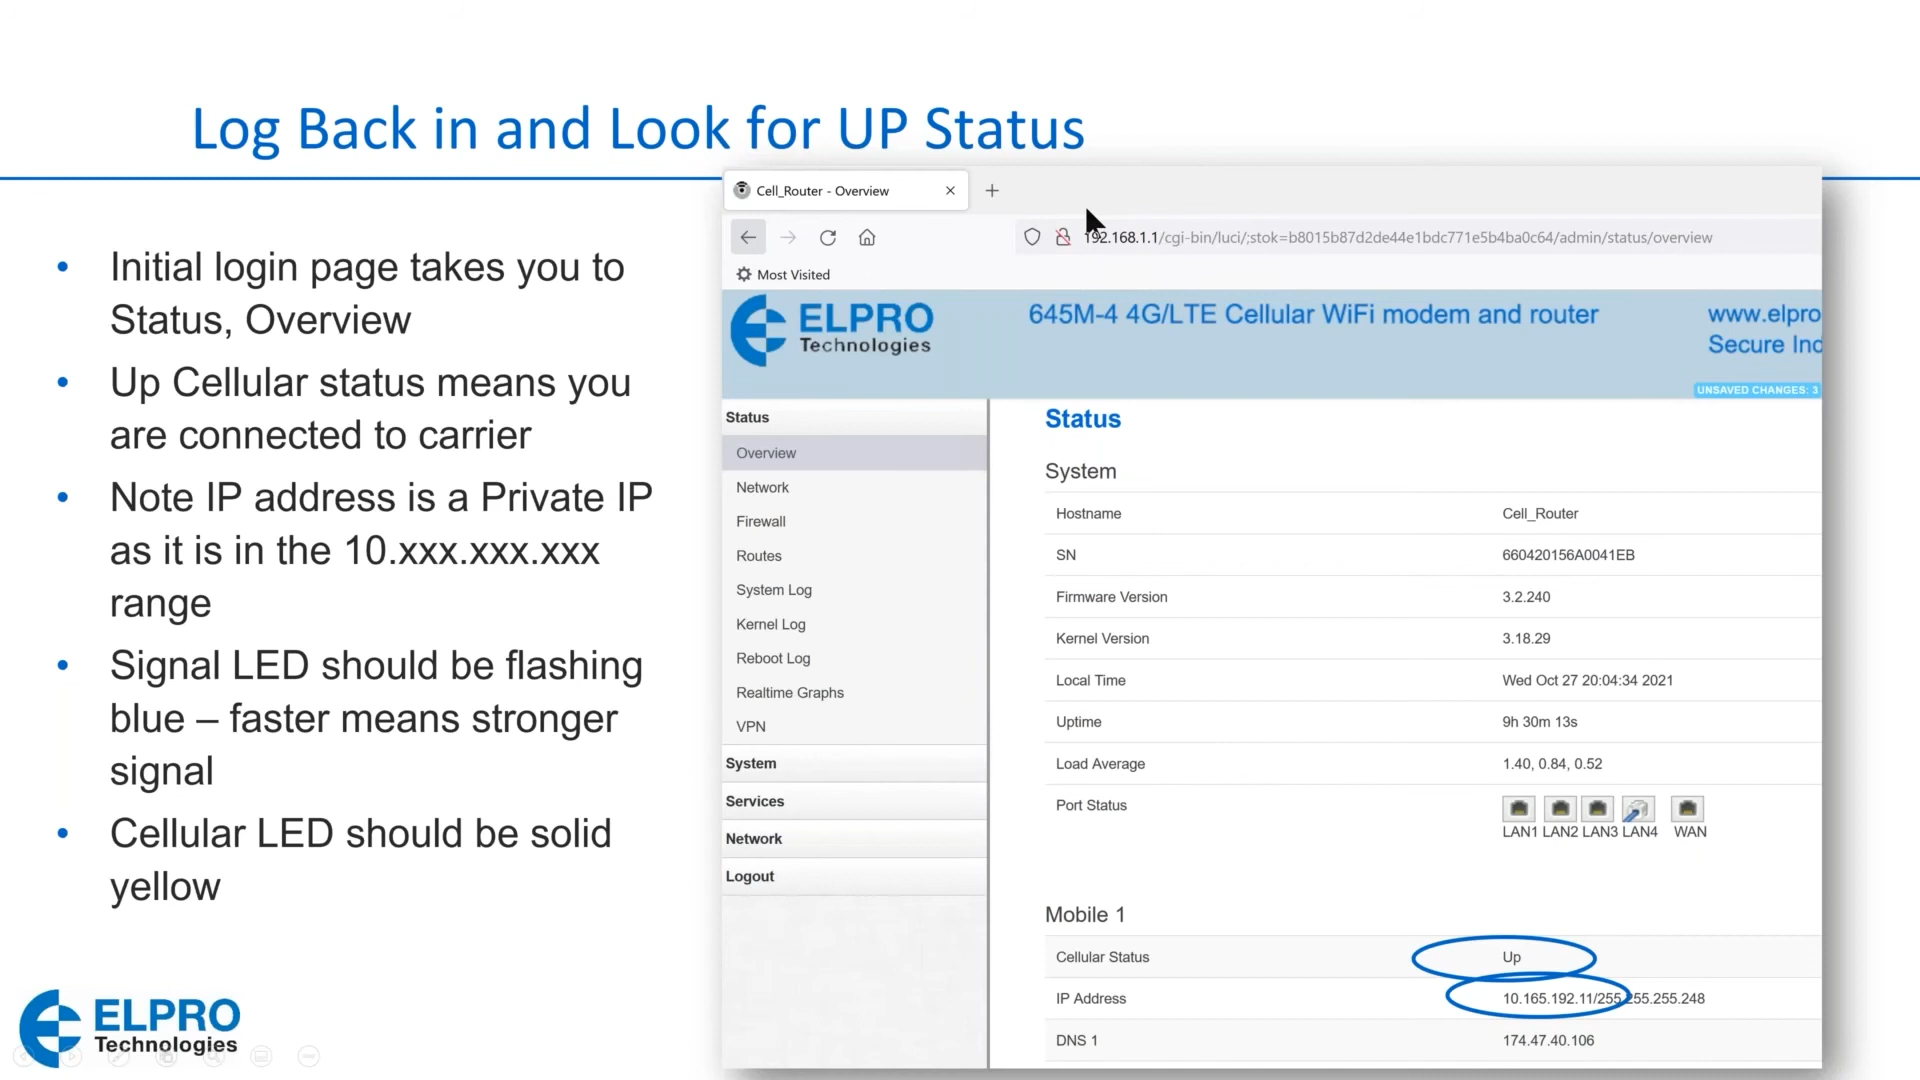 Log Back in and Look for UP Status
• Initial login page takes you to
Status, Overview
• Up Cellular status means you
are connected to carrier
• Note IP address is a Private IP
as it is in the 10.xxx.xxx.xxx
range
• Signal LED should be flashing
blue – faster means stronger
signal
• Cellular LED should be solid
yellow
ELPRO
Technologies
Cell_Router - Overview
192.168.1.1/cgi-bin/luci/;stok=b8015b87d2de44e1bdc771e5b4ba0c64/admin/status/overview
Most Visited
ELPRO
Technologies
645M-4 4G/LTE Cellular WiFi modem and router
www.elpro
Secure Ind
UNSAVED CHANGES: 3
Status
Overview
Network
Firewall
Routes
System Log
Kernel Log
Reboot Log
Realtime Graphs
VPN
System
Services
Network
Logout
Status
System
Hostname Cell_Router
SN 660420156A0041EB
Firmware Version 3.2.240
Kernel Version 3.18.29
Local Time Wed Oct 27 20:04:34 2021
Uptime 9h 30m 13s
Load Average 1.40, 0.84, 0.52
Port Status
LAN1 LAN2 LAN3 LAN4 WAN
Mobile 1
Cellular Status Up
IP Address 10.165.192.11/255.255.255.248
DNS 1 174.47.40.106